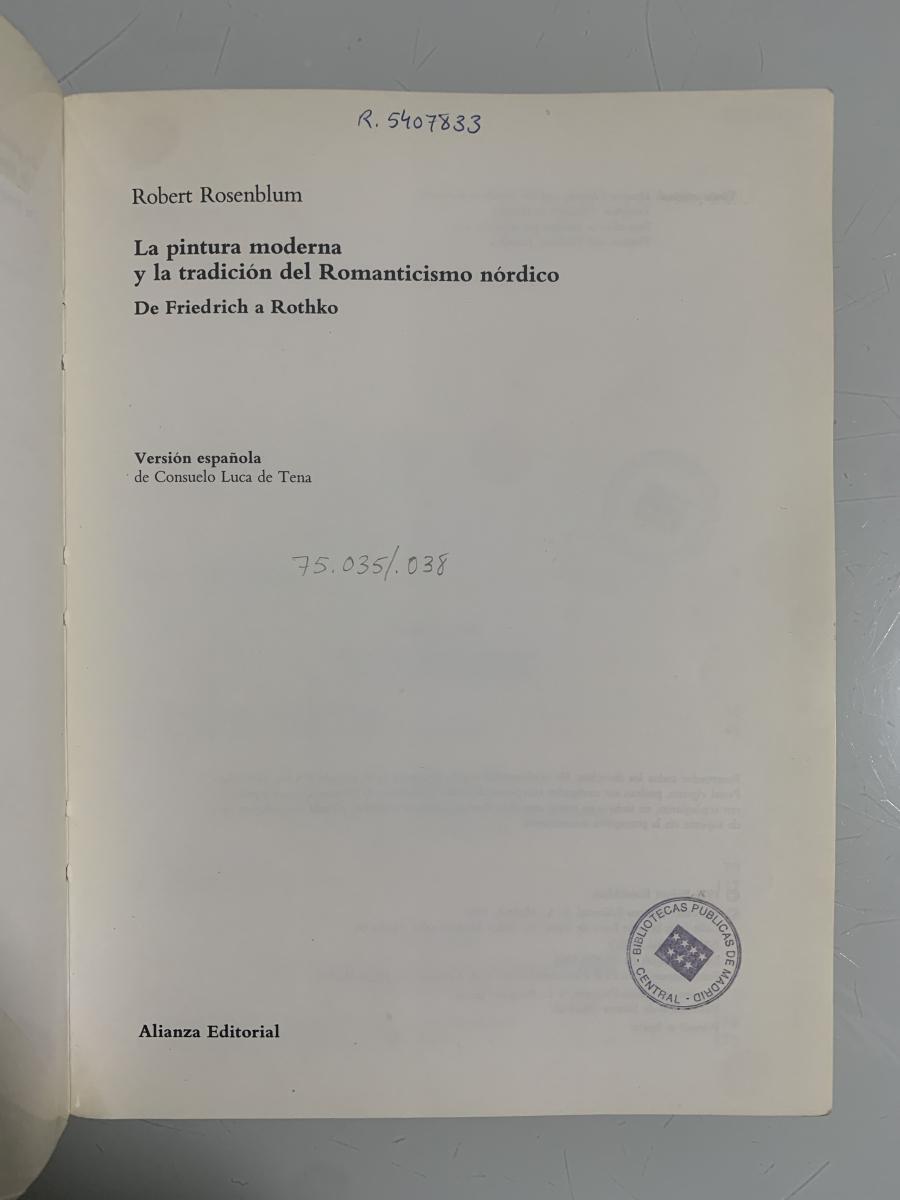 R. 5407833
Robert Rosenblum
La pintura moderna
y la tradición del Romanticismo nórdico
De Friedrich a Rothko
Versión española
de Consuelo Luca de Tena
75.035/.038
BIBLIOTECAS PUBLICAS DE MADRID
- CENTRAL -
Alianza Editorial